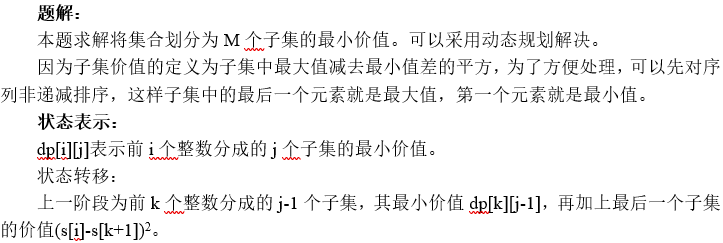 题解：
本题求解将集合划分为 M 个子集的最小价值。可以采用动态规划解决。
因为子集价值的定义为子集中最大值减去最小值差的平方，为了方便处理，可以先对序
列非递减排序，这样子集中的最后一个元素就是最大值，第一个元素就是最小值。
状态表示：
dp[i][j]表示前 i 个整数分成的 j 个子集的最小价值。
状态转移：
上一阶段为前 k 个整数分成的 j-1 个子集，其最小价值 dp[k][j-1]，再加上最后一个子集
的价值(s[i]-s[k+1])²。